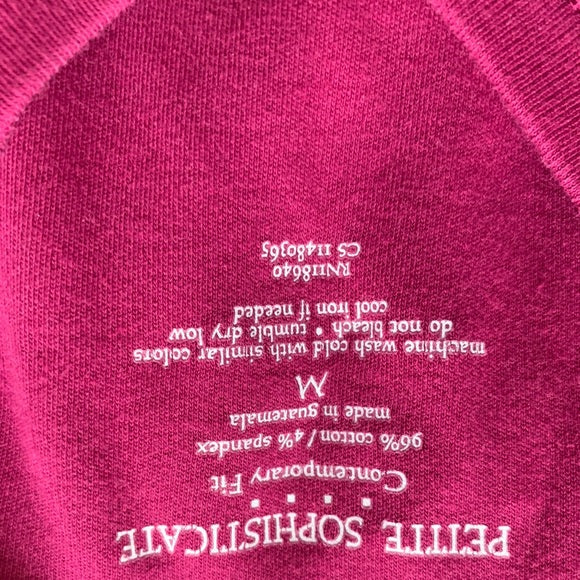 PETITE SOPHISTICATE
Contemporary Fit
96% cotton / 4% spandex
made in guatemala
M
machine wash cold with similar colors
do not bleach • tumble dry low
cool iron if needed
RN118640
CS 11480365